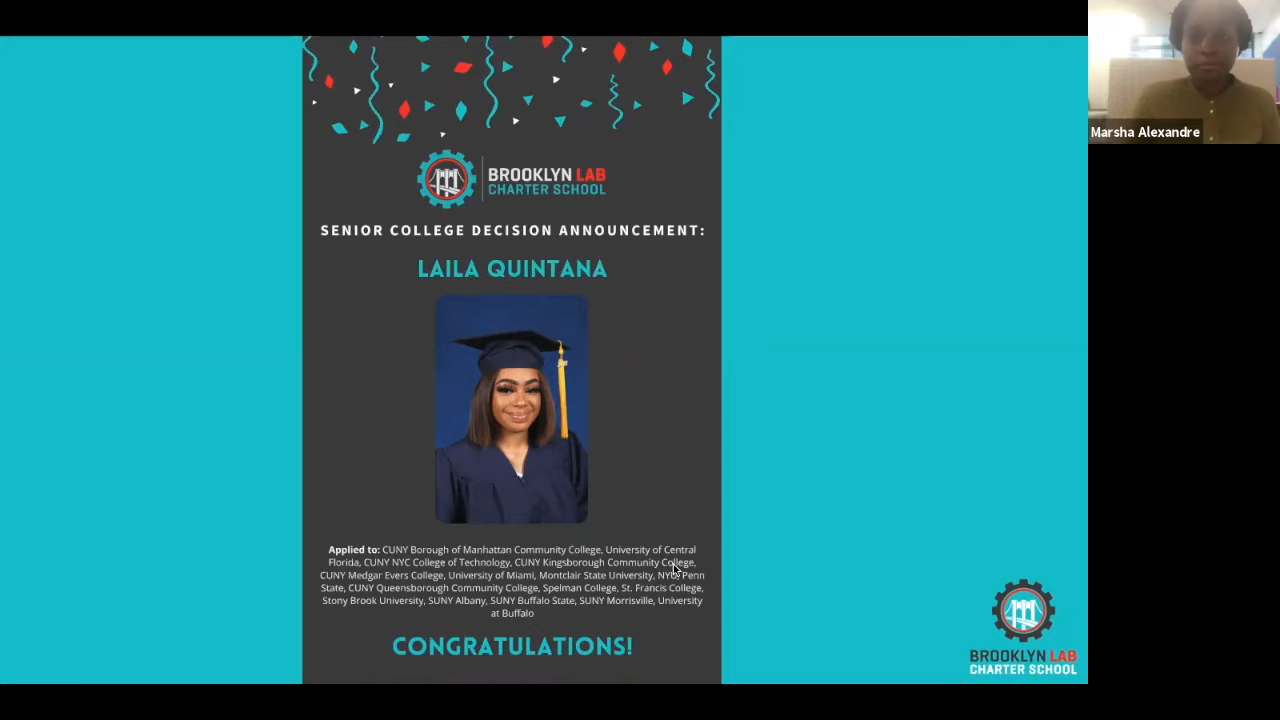 Marsha Alexandre
BROOKLYN LAB
CHARTER SCHOOL
SENIOR COLLEGE DECISION ANNOUNCEMENT:
LAILA QUINTANA
Applied to: CUNY Borough of Manhattan Community College, University of Central
Florida, CUNY NYC College of Technology, CUNY Kingsborough Community College,
CUNY Medgar Evers College, University of Miami, Montclair State University, NYU, Penn
State, CUNY Queensborough Community College, Spelman College, St. Francis College,
Stony Brook University, SUNY Albany, SUNY Buffalo State, SUNY Morrisville, University
at Buffalo
CONGRATULATIONS!
BROOKLYN LAB
CHARTER SCHOOL